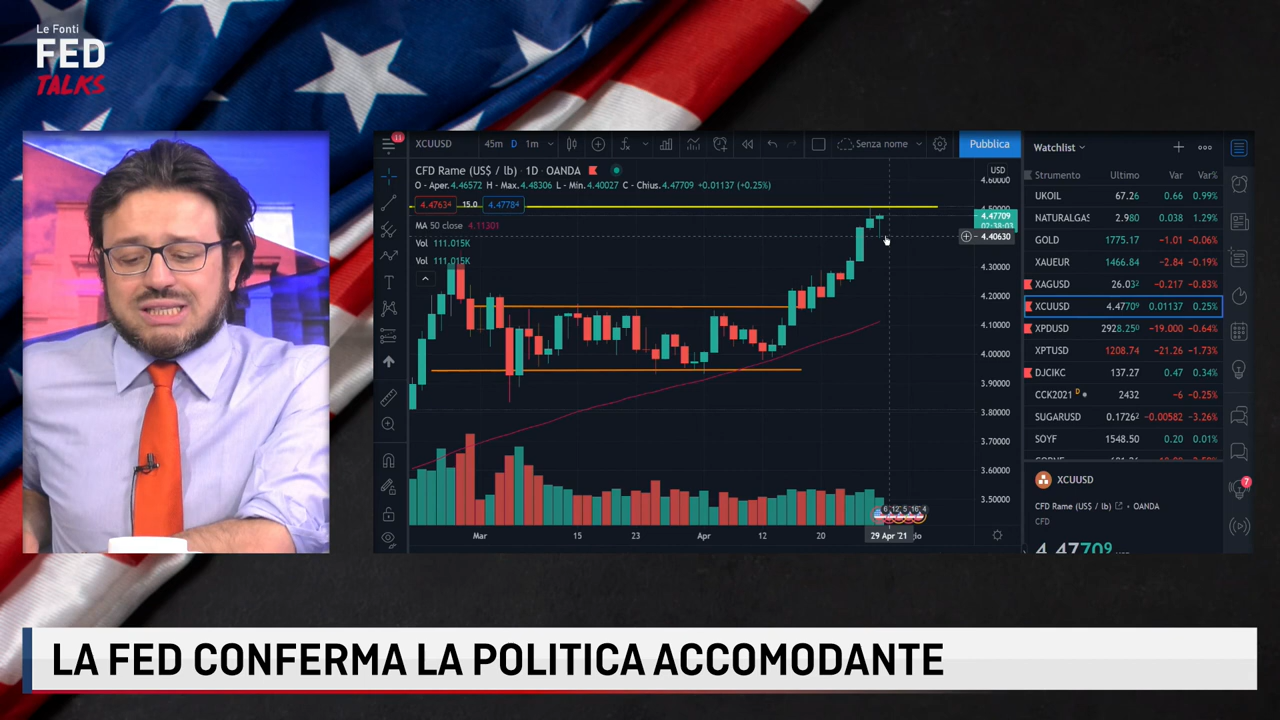 Le Fonti
FED
TALKS
11
XCUUSD 45m D 1m Senza nome Pubblica
CFD Rame (US$ / lb) · 1D · OANDA
O - Aper. 4.46572 H - Max. 4.48306 L - Min. 4.40027 C - Chius. 4.47709 +0.01137 (+0.25%)
4.47634 15.0 4.47784
MA 50 close 4.11301
Vol 111.015K
Vol 111.015K
USD
4.60000
4.50000
4.47709
02:38:03
4.40630
4.30000
4.20000
4.10000
4.00000
3.90000
3.80000
3.70000
3.60000
3.50000
Mar 15 23 Apr 12 20 29 Apr '21
Watchlist
Strumento Ultimo Var Var%
UKOIL 67.26 0.66 0.99%
NATURALGAS 2.980 0.038 1.29%
GOLD 1775.17 −1.01 −0.06%
XAUEUR 1466.84 −2.84 −0.19%
XAGUSD 26.032 −0.217 −0.83%
XCUUSD 4.47709 0.01137 0.25%
XPDUSD 2928.250 −19.000 −0.64%
XPTUSD 1208.74 −21.26 −1.73%
DJCIKC 137.27 0.47 0.34%
CCK2021 D 2432 −6 −0.25%
SUGARUSD 0.17262 −0.00582 −3.26%
SOYF 1548.50 0.20 0.01%
XCUUSD
7
CFD Rame (US$ / lb) · OANDA
CFD
4.47709
LA FED CONFERMA LA POLITICA ACCOMODANTE